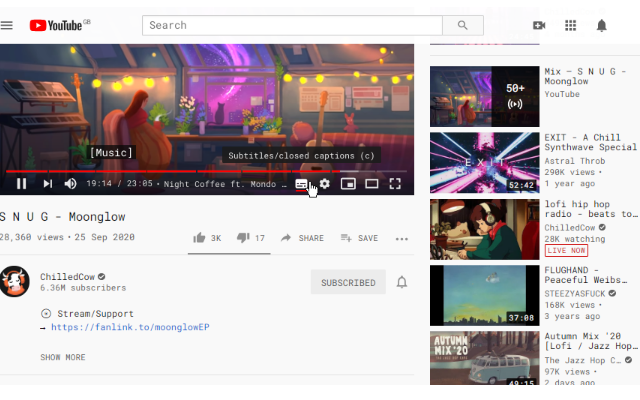 YouTube GB
Search
[Music]
Subtitles/closed captions (c)
19:14 / 23:05 • Night Coffee ft. Mondo …
S N U G - Moonglow
28,360 views • 25 Sep 2020
3K
17
SHARE
SAVE
ChilledCow
6.36M subscribers
SUBSCRIBED
Stream/Support
→ https://fanlink.to/moonglowEP
SHOW MORE
50+
Mix – S N U G -
Moonglow
YouTube
EXIT
52:42
EXIT - A Chill
Synthwave Special
Astral Throb
290K views •
1 year ago
lofi hip hop
radio - beats to…
ChilledCow
28K watching
LIVE NOW
37:08
FLUGHAND -
Peaceful Weibs…
STEEZYASFUCK
168K views •
3 years ago
AUTUMN
MIX '20
49:15
Autumn Mix '20
[Lofi / Jazz Hop…
The Jazz Hop C…
97K views •
2 days ago